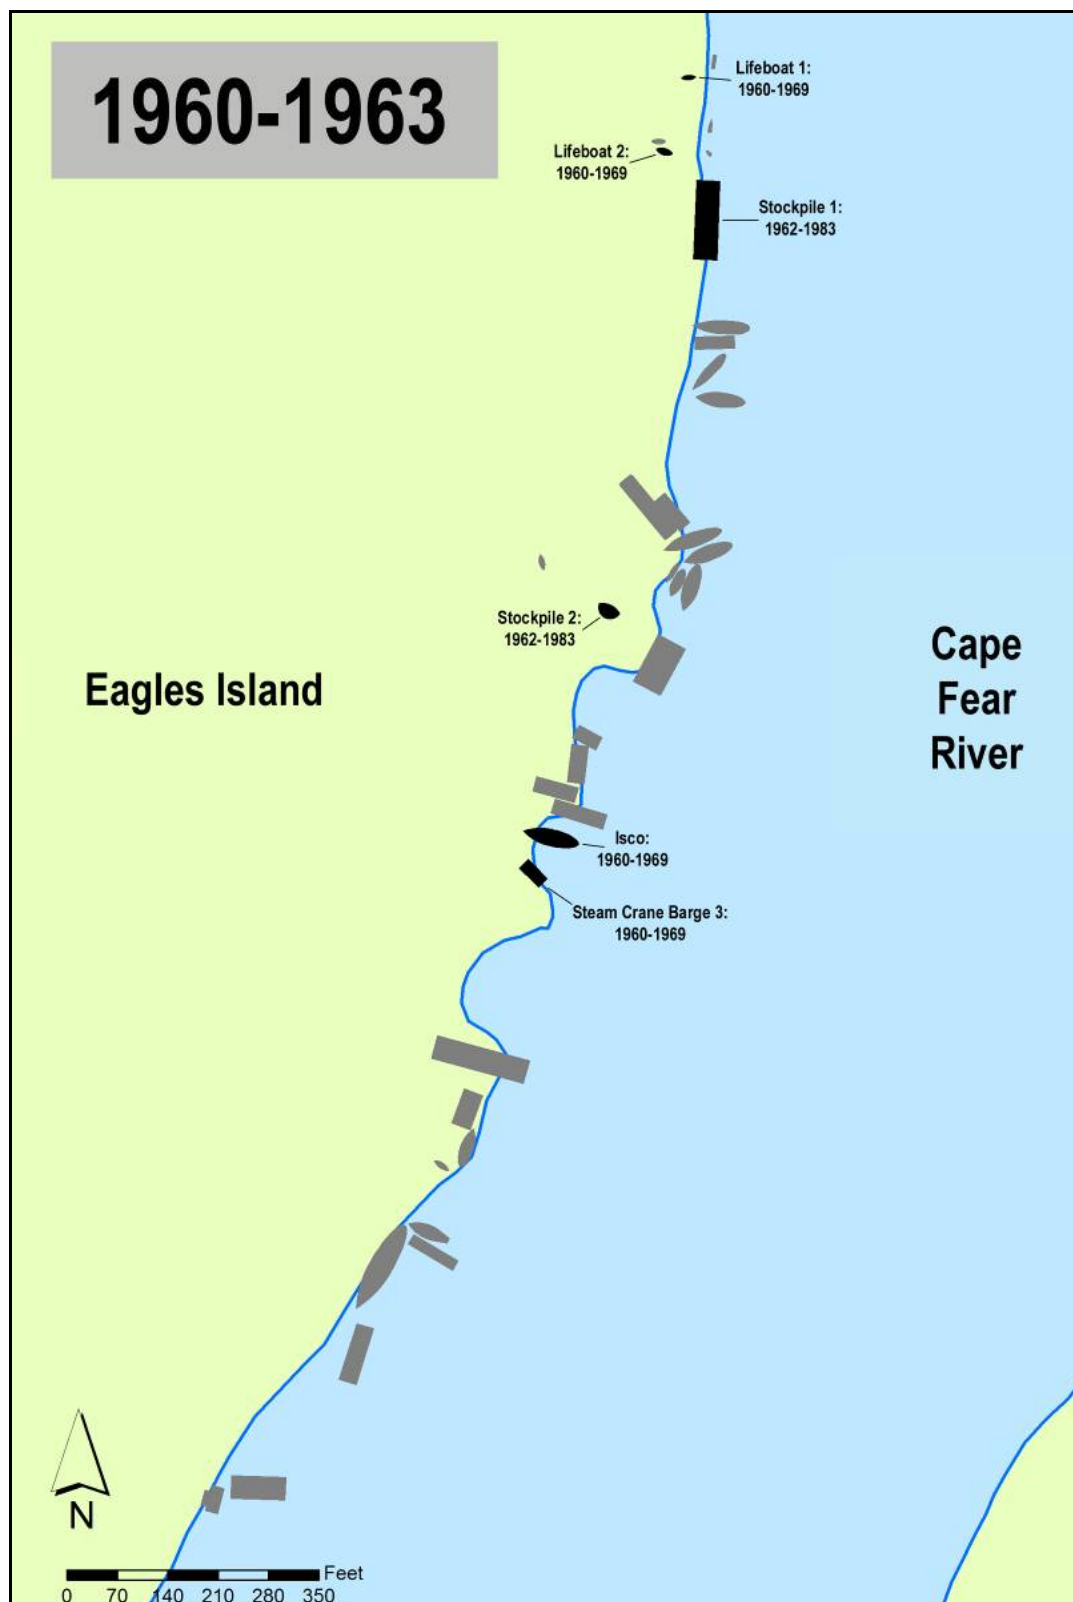 1960-1963
Lifeboat 1:
1960-1969
Lifeboat 2:
1960-1969
Stockpile 1:
1962-1983
Stockpile 2:
1962-1983
Eagles Island
Cape
Fear
River
Isco:
1960-1969
Steam Crane Barge 3:
1960-1969
N
Feet
0 70 140 210 280 350